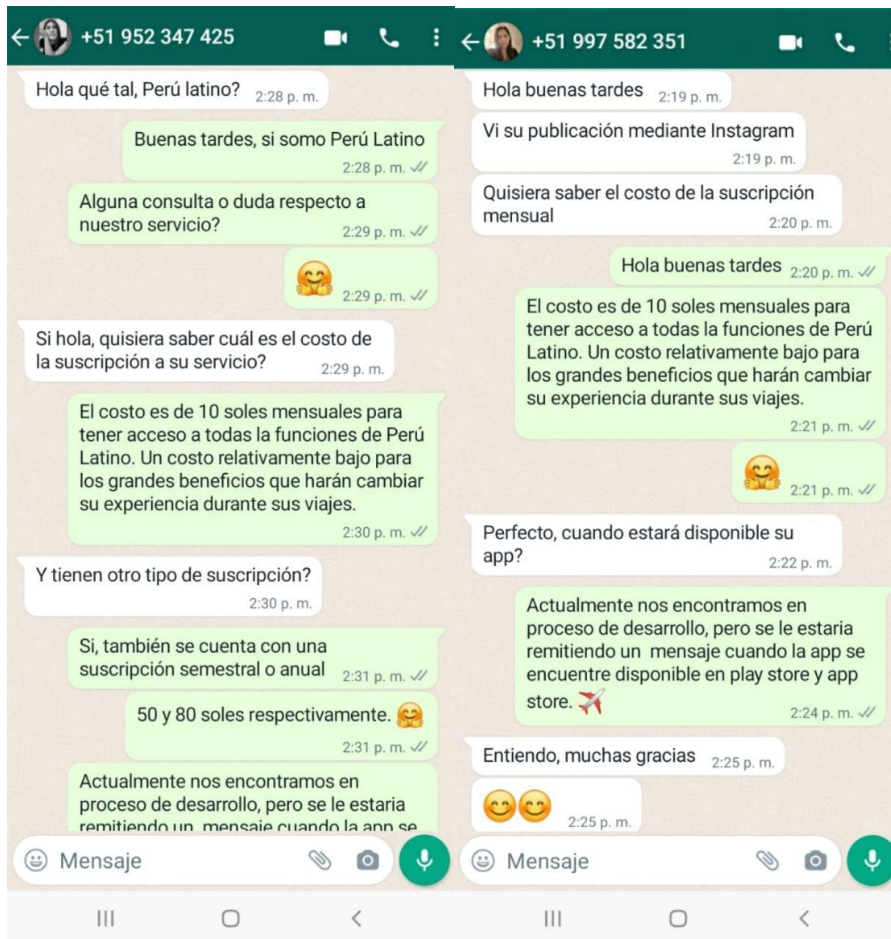 +51 952 347 425
Hola qué tal, Perú latino?
2:28 p. m.
Buenas tardes, si somo Perú Latino
2:28 p. m.
Alguna consulta o duda respecto a
nuestro servicio?
2:29 p. m.
2:29 p. m.
Si hola, quisiera saber cuál es el costo de
la suscripción a su servicio?
2:29 p. m.
El costo es de 10 soles mensuales para
tener acceso a todas la funciones de Perú
Latino. Un costo relativamente bajo para
los grandes beneficios que harán cambiar
su experiencia durante sus viajes.
2:30 p. m.
Y tienen otro tipo de suscripción?
2:30 p. m.
Si, también se cuenta con una
suscripción semestral o anual
2:31 p. m.
50 y 80 soles respectivamente.
2:31 p. m.
Actualmente nos encontramos en
proceso de desarrollo, pero se le estaria
remitiendo un mensaje cuando la app se
Mensaje
+51 997 582 351
Hola buenas tardes
2:19 p. m.
Vi su publicación mediante Instagram
2:19 p. m.
Quisiera saber el costo de la suscripción
mensual
2:20 p. m.
Hola buenas tardes
2:20 p. m.
El costo es de 10 soles mensuales para
tener acceso a todas la funciones de Perú
Latino. Un costo relativamente bajo para
los grandes beneficios que harán cambiar
su experiencia durante sus viajes.
2:21 p. m.
2:21 p. m.
Perfecto, cuando estará disponible su
app?
2:22 p. m.
Actualmente nos encontramos en
proceso de desarrollo, pero se le estaria
remitiendo un mensaje cuando la app se
encuentre disponible en play store y app
store.
2:24 p. m.
Entiendo, muchas gracias
2:25 p. m.
2:25 p. m.
Mensaje